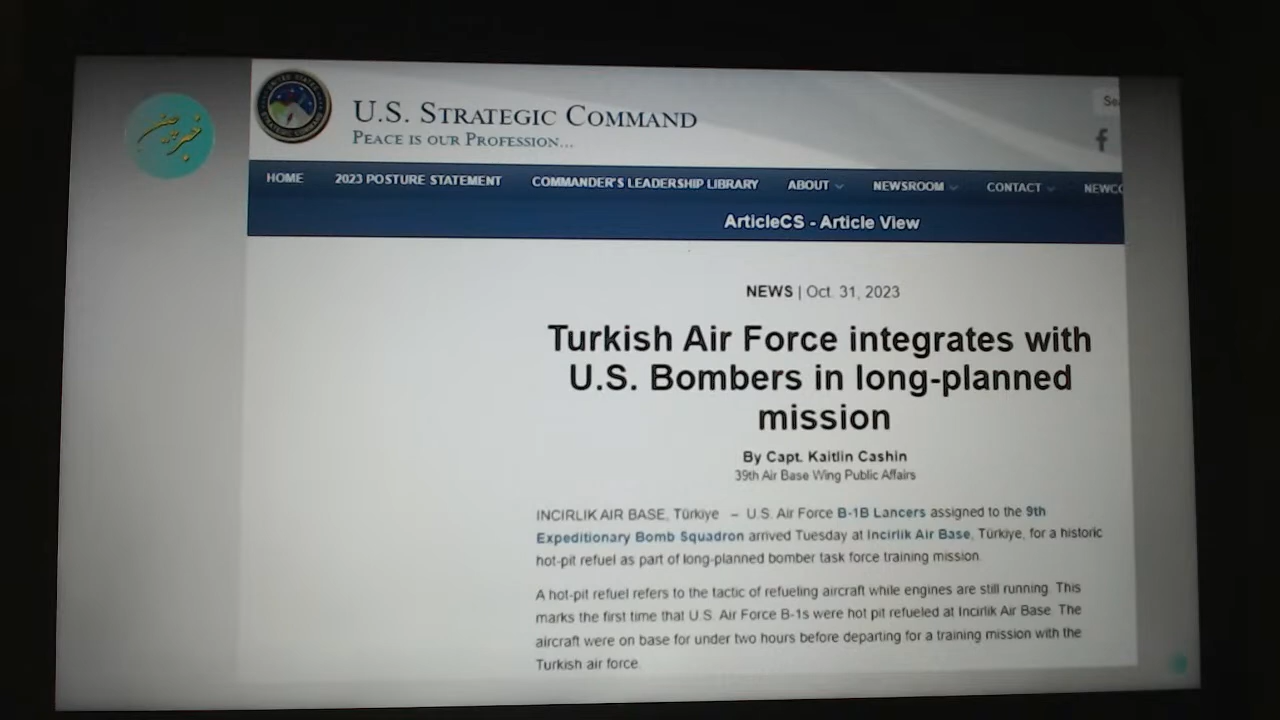 خبرچین
U.S. STRATEGIC COMMAND
PEACE IS OUR PROFESSION...
Se
f
HOME 2023 POSTURE STATEMENT COMMANDER'S LEADERSHIP LIBRARY ABOUT NEWSROOM CONTACT NEWCO
ArticleCS - Article View
NEWS | Oct. 31, 2023
Turkish Air Force integrates with
U.S. Bombers in long-planned
mission
By Capt. Kaitlin Cashin
39th Air Base Wing Public Affairs
INCIRLIK AIR BASE, Türkiye – U.S. Air Force B-1B Lancers assigned to the 9th
Expeditionary Bomb Squadron arrived Tuesday at Incirlik Air Base, Türkiye, for a historic
hot-pit refuel as part of long-planned bomber task force training mission.
A hot-pit refuel refers to the tactic of refueling aircraft while engines are still running. This
marks the first time that U.S. Air Force B-1s were hot pit refueled at Incirlik Air Base. The
aircraft were on base for under two hours before departing for a training mission with the
Turkish air force.